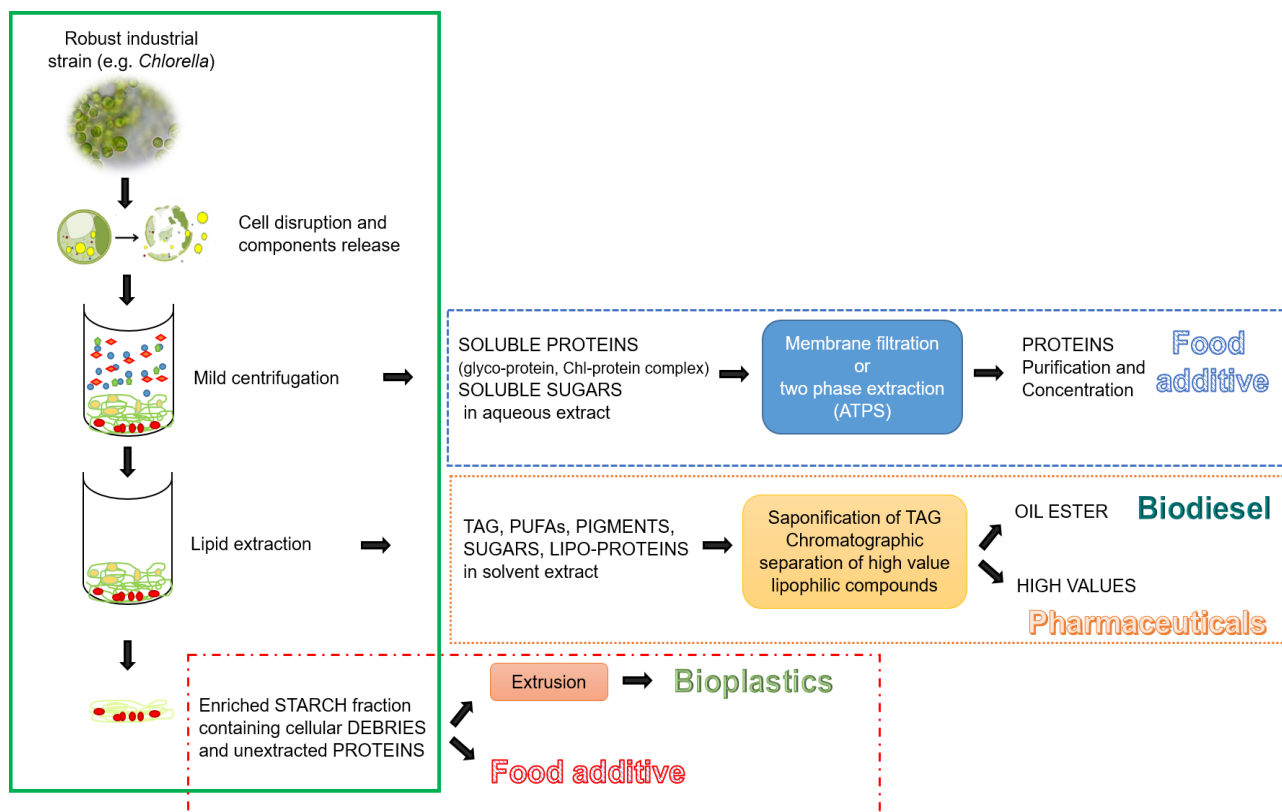 Robust industrial
strain (e.g. Chlorella)
Cell disruption and
components release
Mild centrifugation
SOLUBLE PROTEINS
(glyco-protein, Chl-protein complex)
SOLUBLE SUGARS
in aqueous extract
Membrane filtration
or
two phase extraction
(ATPS)
PROTEINS
Purification and
Concentration
Food
additive
Lipid extraction
TAG, PUFAs, PIGMENTS,
SUGARS, LIPO-PROTEINS
in solvent extract
Saponification of TAG
Chromatographic
separation of high value
lipophilic compounds
OIL ESTER
Biodiesel
HIGH VALUES
Pharmaceuticals
Enriched STARCH fraction
containing cellular DEBRIES
and unextracted PROTEINS
Extrusion
Bioplastics
Food additive